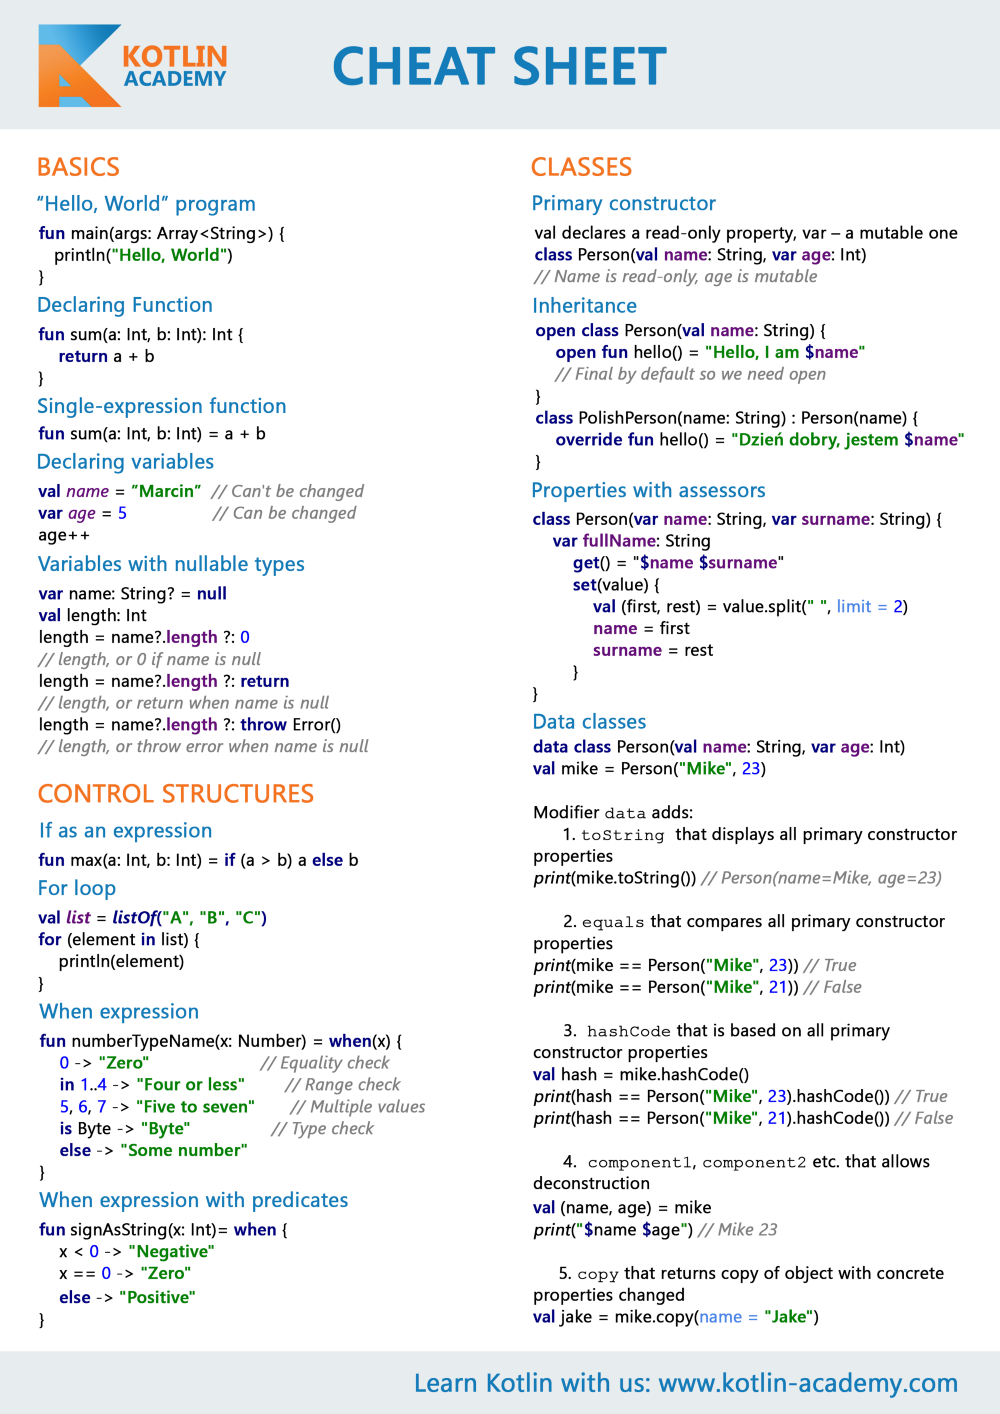 KOTLIN
ACADEMY
CHEAT SHEET
BASICS
“Hello, World” program
fun main(args: Array<String>) {
println("Hello, World")
}
Declaring Function
fun sum(a: Int, b: Int): Int {
return a + b
}
Single-expression function
fun sum(a: Int, b: Int) = a + b
Declaring variables
val name = ”Marcin” // Can't be changed
var age = 5 // Can be changed
age++
Variables with nullable types
var name: String? = null
val length: Int
length = name?.length ?: 0
// length, or 0 if name is null
length = name?.length ?: return
// length, or return when name is null
length = name?.length ?: throw Error()
// length, or throw error when name is null
CONTROL STRUCTURES
If as an expression
fun max(a: Int, b: Int) = if (a > b) a else b
For loop
val list = listOf("A", "B", "C")
for (element in list) {
println(element)
}
When expression
fun numberTypeName(x: Number) = when(x) {
0 -> "Zero" // Equality check
in 1..4 -> "Four or less" // Range check
5, 6, 7 -> "Five to seven" // Multiple values
is Byte -> "Byte" // Type check
else -> "Some number"
}
When expression with predicates
fun signAsString(x: Int)= when {
x < 0 -> "Negative"
x == 0 -> "Zero"
else -> "Positive"
}
CLASSES
Primary constructor
val declares a read-only property, var – a mutable one
class Person(val name: String, var age: Int)
// Name is read-only, age is mutable
Inheritance
open class Person(val name: String) {
open fun hello() = "Hello, I am $name"
// Final by default so we need open
}
class PolishPerson(name: String) : Person(name) {
override fun hello() = "Dzień dobry, jestem $name"
}
Properties with assessors
class Person(var name: String, var surname: String) {
var fullName: String
get() = "$name $surname"
set(value) {
val (first, rest) = value.split(" ", limit = 2)
name = first
surname = rest
}
}
Data classes
data class Person(val name: String, var age: Int)
val mike = Person("Mike", 23)
Modifier data adds:
1. toString that displays all primary constructor
properties
print(mike.toString()) // Person(name=Mike, age=23)
2. equals that compares all primary constructor
properties
print(mike == Person("Mike", 23)) // True
print(mike == Person("Mike", 21)) // False
3. hashCode that is based on all primary
constructor properties
val hash = mike.hashCode()
print(hash == Person("Mike", 23).hashCode()) // True
print(hash == Person("Mike", 21).hashCode()) // False
4. component1, component2 etc. that allows
deconstruction
val (name, age) = mike
print("$name $age") // Mike 23
5. copy that returns copy of object with concrete
properties changed
val jake = mike.copy(name = "Jake")
Learn Kotlin with us: www.kotlin-academy.com